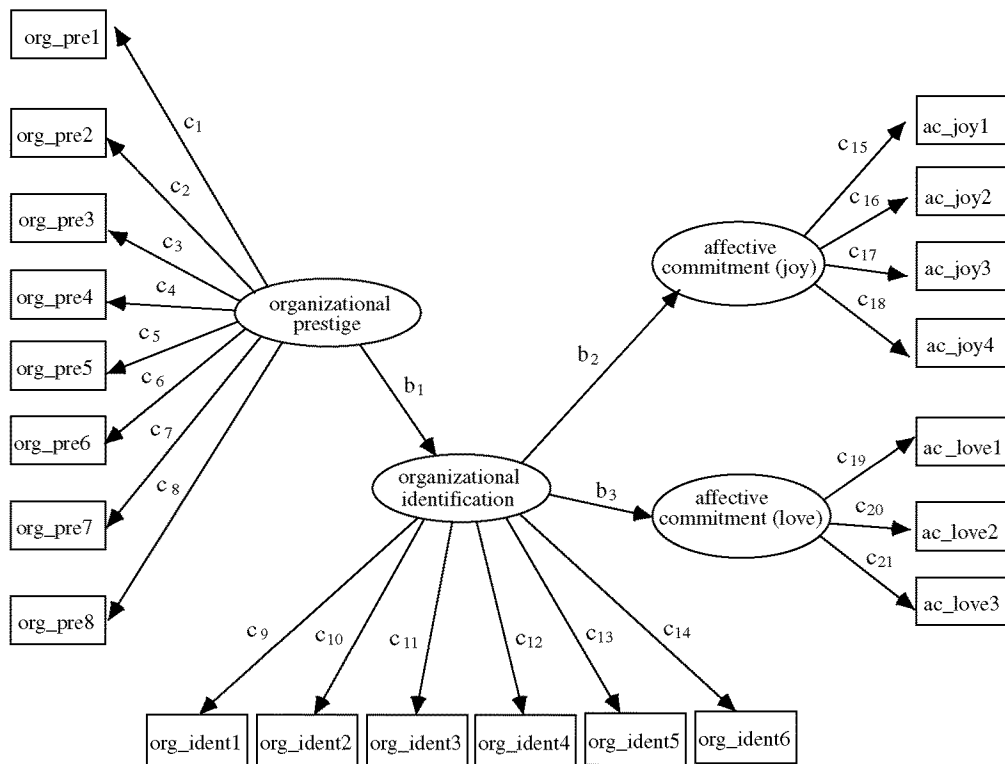 org_pre1
org_pre2
org_pre3
org_pre4
org_pre5
org_pre6
org_pre7
org_pre8
c1
c2
c3
c4
c5
c6
c7
c8
organizational
prestige
b1
organizational
identification
b2
b3
affective
commitment (joy)
affective
commitment (love)
c15
c16
c17
c18
ac_joy1
ac_joy2
ac_joy3
ac_joy4
c19
c20
c21
ac_love1
ac_love2
ac_love3
c9
c10
c11
c12
c13
c14
org_ident1
org_ident2
org_ident3
org_ident4
org_ident5
org_ident6